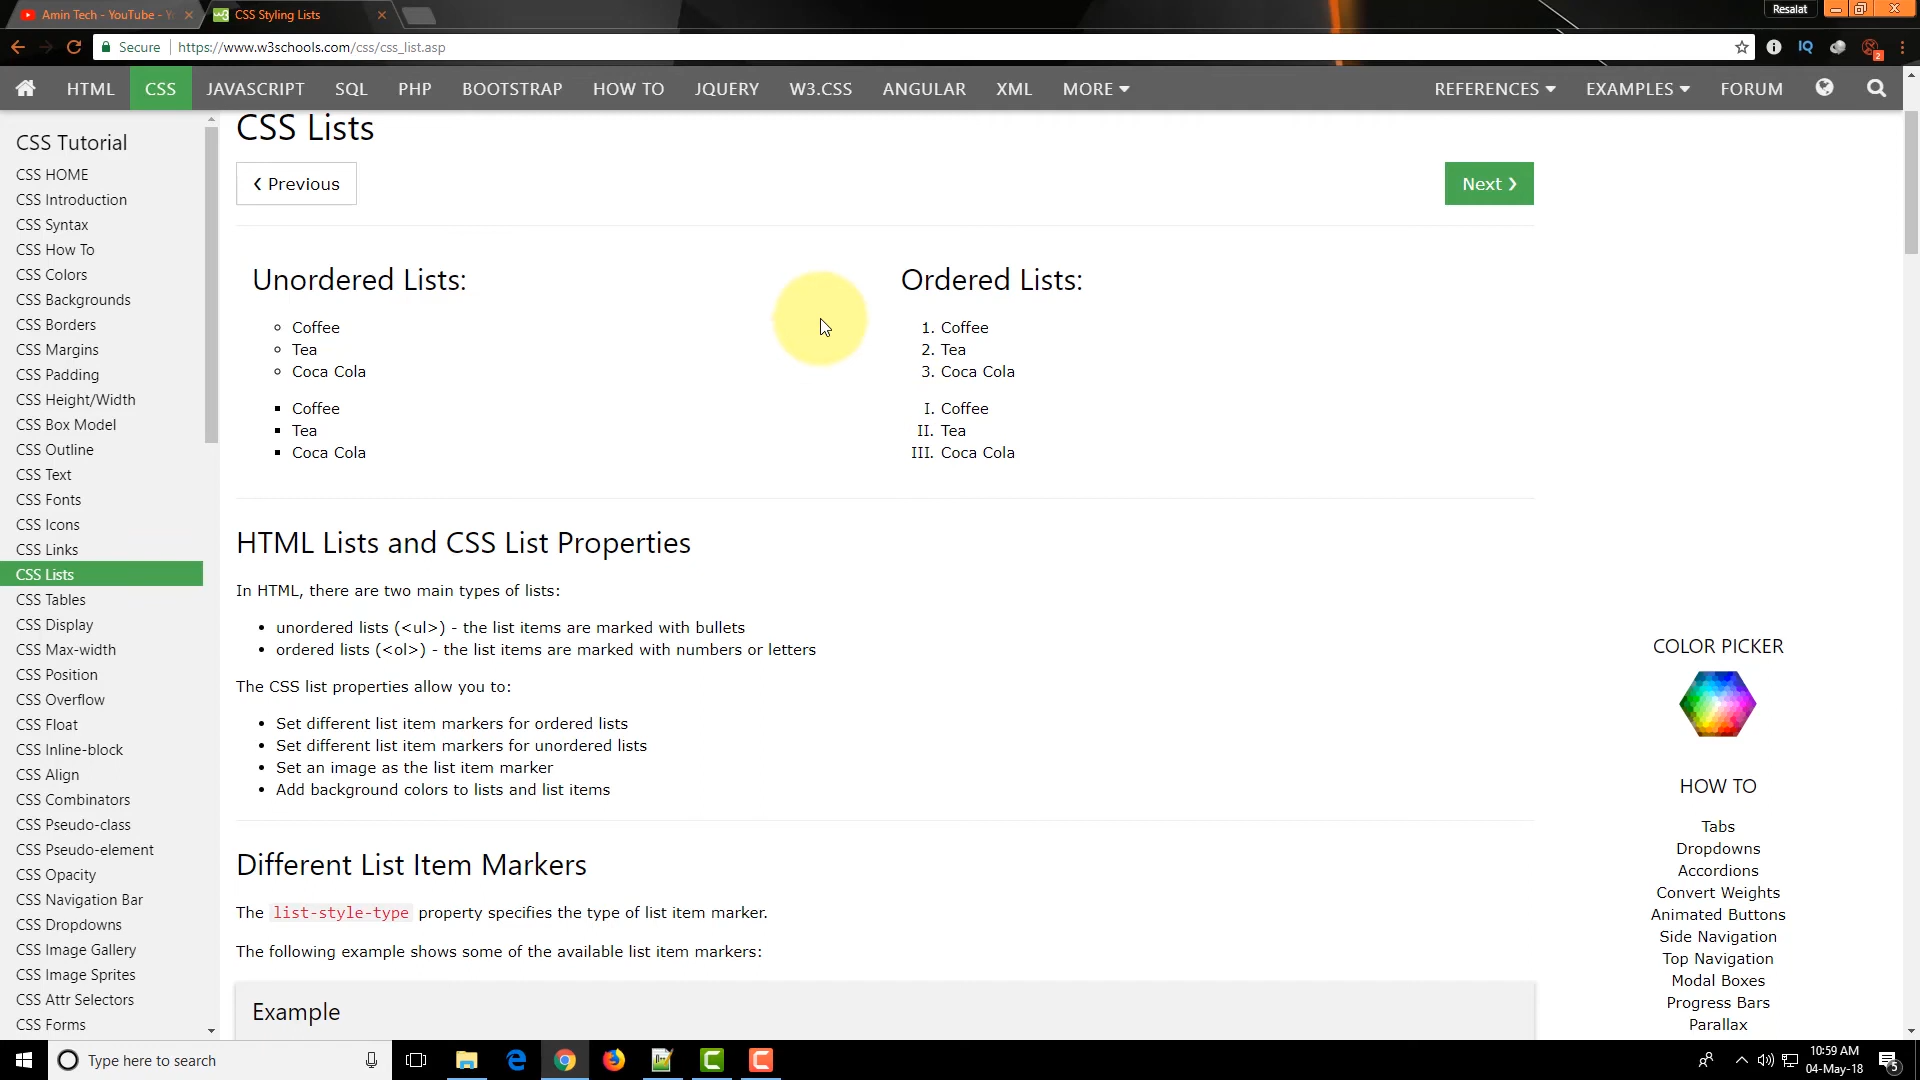 Amin Tech - YouTube - Y
CSS Styling Lists
Resalat
Secure
https://www.w3schools.com/css/css_list.asp
IQ
2
HTML
CSS
JAVASCRIPT
SQL
PHP
BOOTSTRAP
HOW TO
JQUERY
W3.CSS
ANGULAR
XML
MORE
REFERENCES
EXAMPLES
FORUM
CSS Tutorial
CSS HOME
CSS Introduction
CSS Syntax
CSS How To
CSS Colors
CSS Backgrounds
CSS Borders
CSS Margins
CSS Padding
CSS Height/Width
CSS Box Model
CSS Outline
CSS Text
CSS Fonts
CSS Icons
CSS Links
CSS Lists
CSS Tables
CSS Display
CSS Max-width
CSS Position
CSS Overflow
CSS Float
CSS Inline-block
CSS Align
CSS Combinators
CSS Pseudo-class
CSS Pseudo-element
CSS Opacity
CSS Navigation Bar
CSS Dropdowns
CSS Image Gallery
CSS Image Sprites
CSS Attr Selectors
CSS Forms
CSS Lists
❮ Previous
Next ❯
Unordered Lists:
Coffee
Tea
Coca Cola
Coffee
Tea
Coca Cola
Ordered Lists:
1. Coffee
2. Tea
3. Coca Cola
I. Coffee
II. Tea
III. Coca Cola
HTML Lists and CSS List Properties
In HTML, there are two main types of lists:
• unordered lists (<ul>) - the list items are marked with bullets
• ordered lists (<ol>) - the list items are marked with numbers or letters
The CSS list properties allow you to:
• Set different list item markers for ordered lists
• Set different list item markers for unordered lists
• Set an image as the list item marker
• Add background colors to lists and list items
Different List Item Markers
The list-style-type property specifies the type of list item marker.
The following example shows some of the available list item markers:
Example
COLOR PICKER
HOW TO
Tabs
Dropdowns
Accordions
Convert Weights
Animated Buttons
Side Navigation
Top Navigation
Modal Boxes
Progress Bars
Parallax
Type here to search
10:59 AM
04-May-18
5